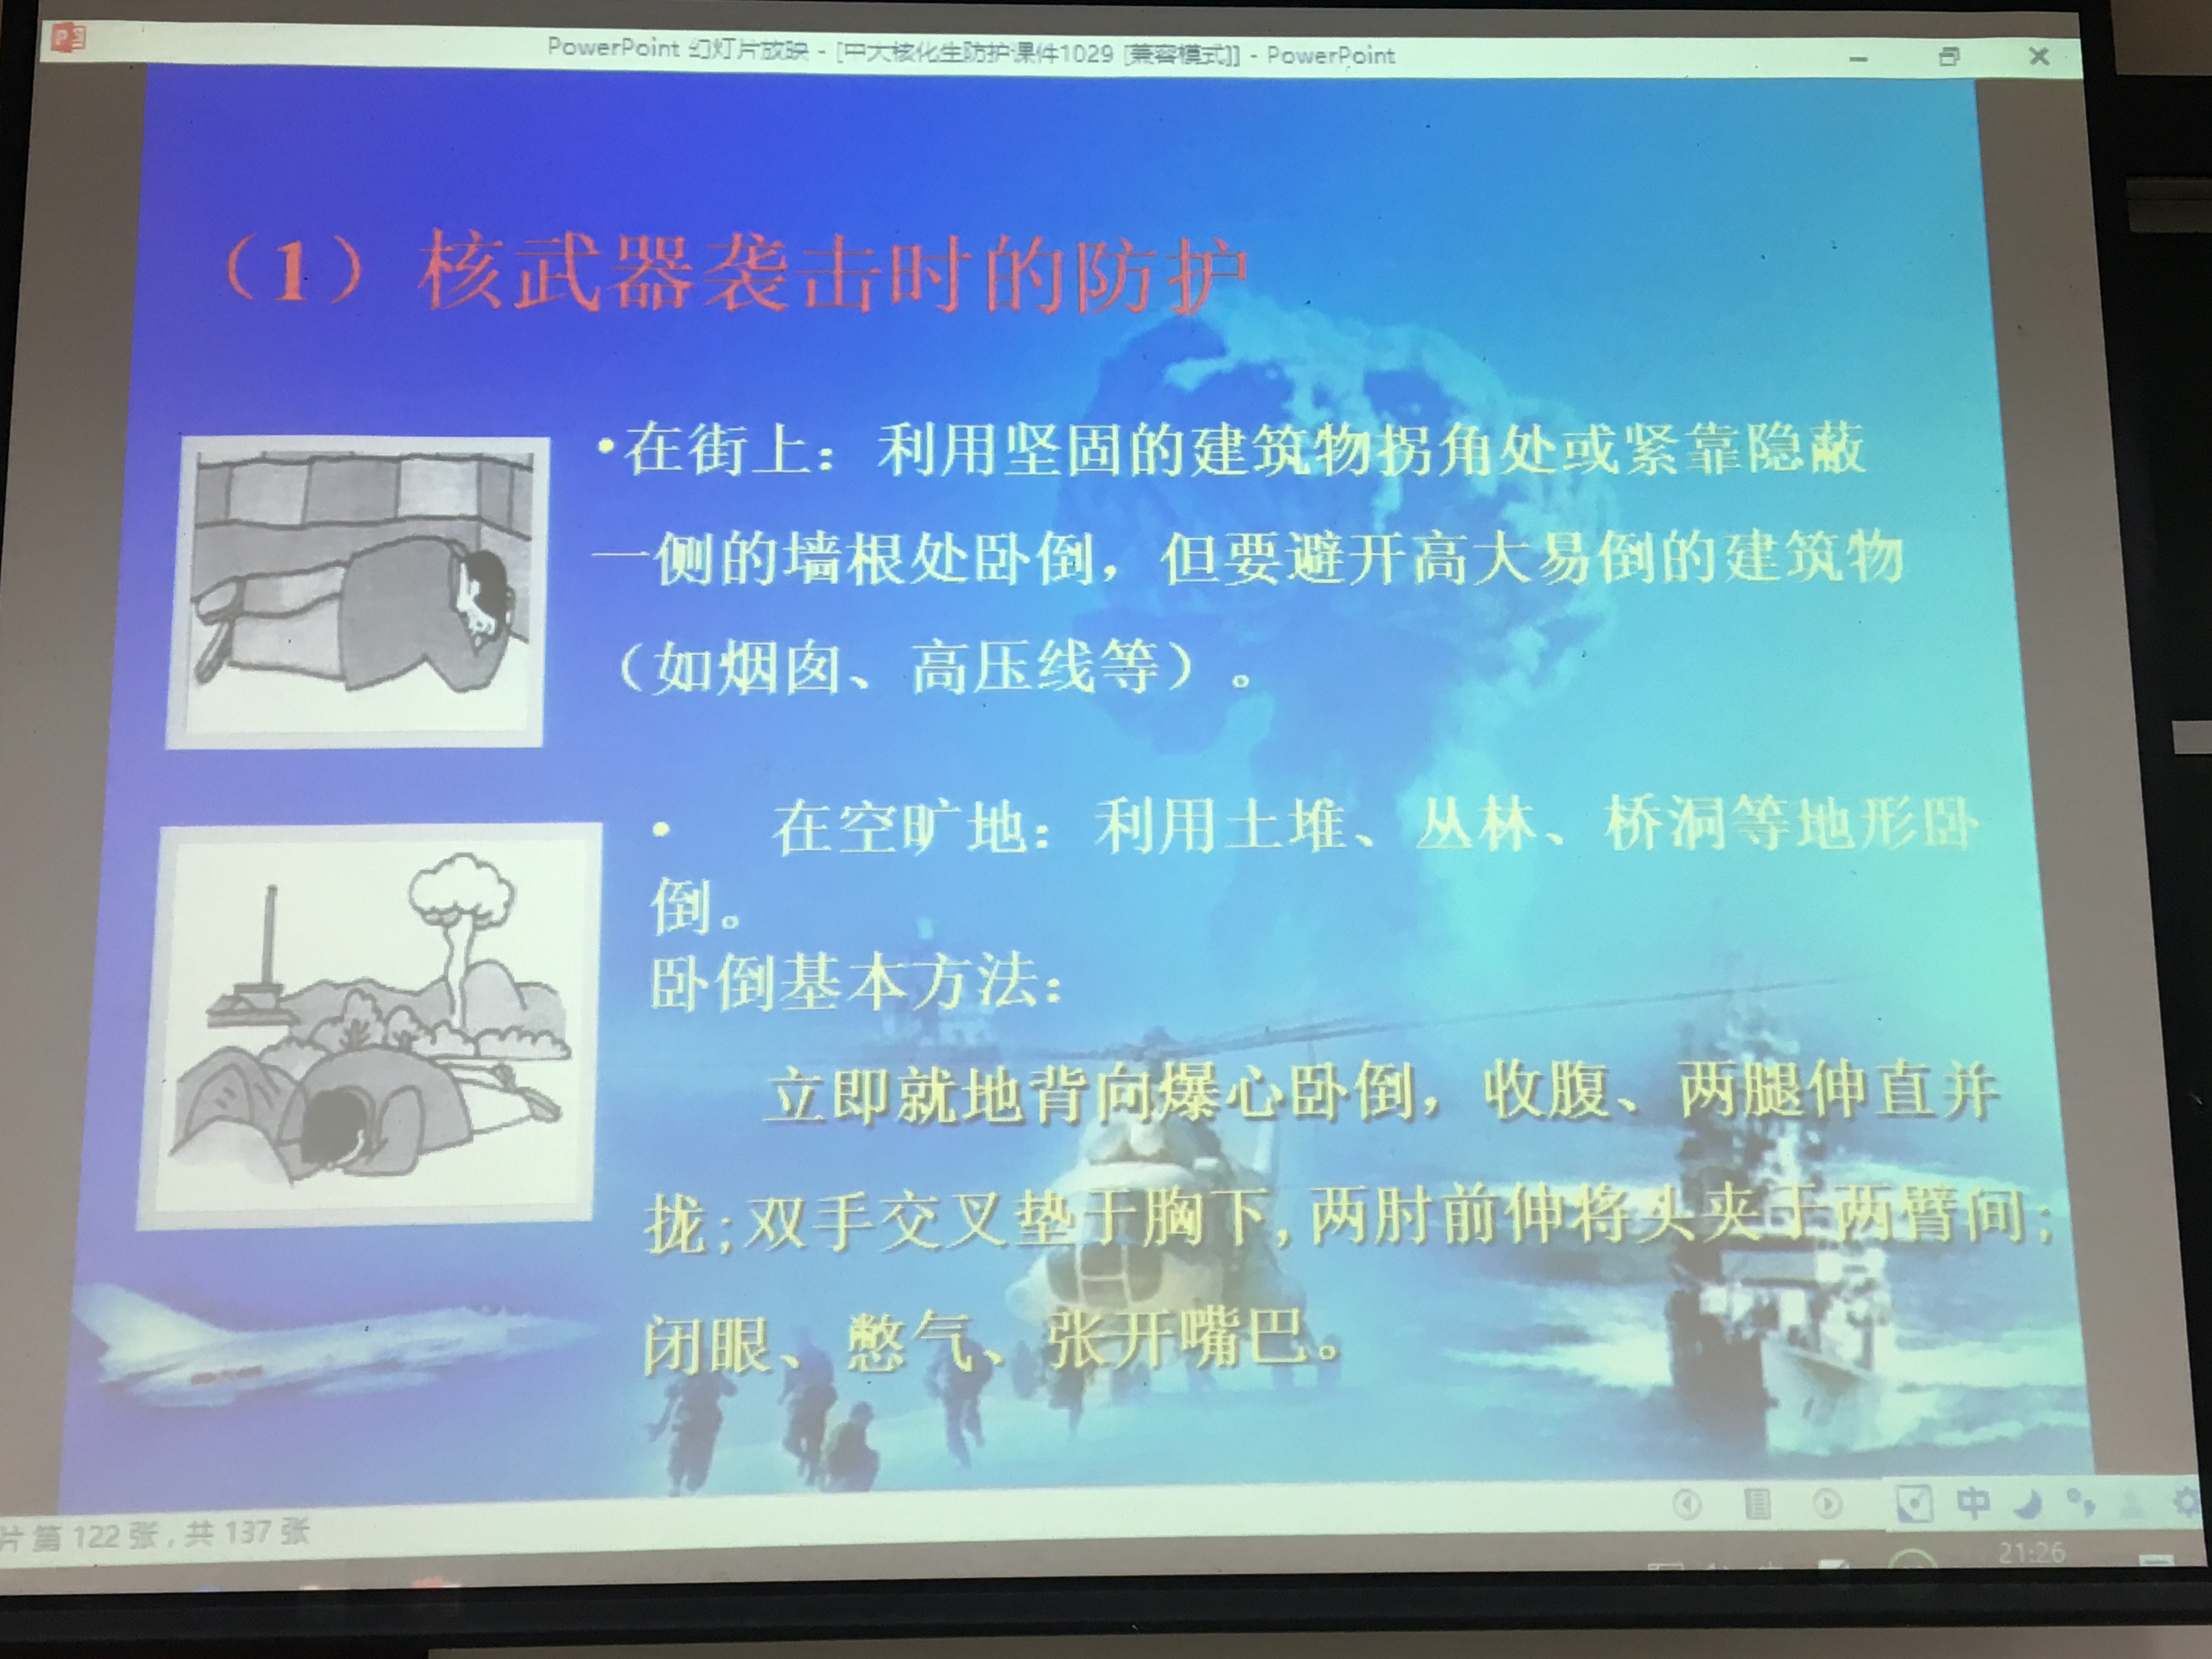 PowerPoint 幻灯片放映 - [中大核化生防护课件1029 [兼容模式]] - PowerPoint
（1）核武器袭击时的防护
•在街上：利用坚固的建筑物拐角处或紧靠隐蔽
一侧的墙根处卧倒，但要避开高大易倒的建筑物
（如烟囱、高压线等）。
• 在空旷地：利用土堆、丛林、桥洞等地形卧
倒。
卧倒基本方法：
立即就地背向爆心卧倒，收腹、两腿伸直并
拢；双手交叉垫于胸下，两肘前伸将头夹于两臂间；
闭眼、憋气、张开嘴巴。
片 第 122 张，共 137 张
中
21:26